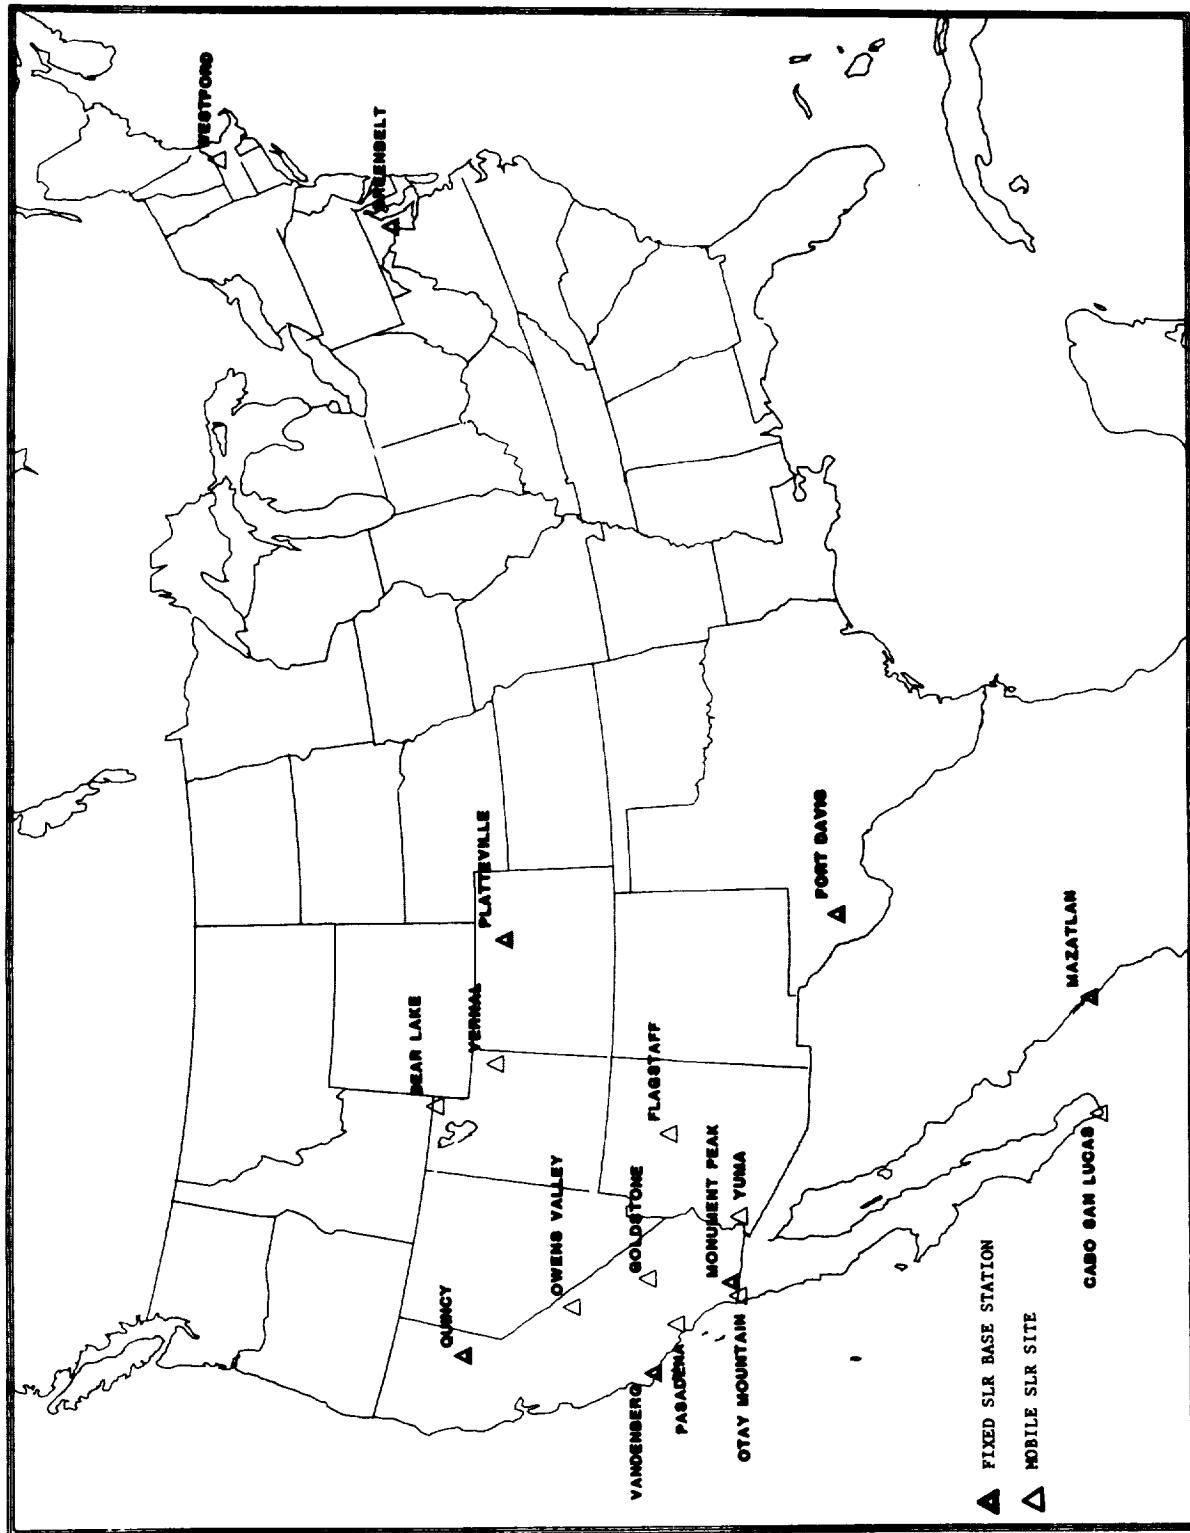 WESTFORD
GREENBELT
PLATTEVILLE
BEAR LAKE
VERNAL
FORT DAVIS
MAZATLAN
FLAGSTAFF
OWENS VALLEY
GOLDSTONE
MONUMENT PEAK
YUMA
QUINCY
VANDENBERG
PASADENA
OTAY MOUNTAIN
CABO SAN LUCAS
FIXED SLR BASE STATION
MOBILE SLR SITE